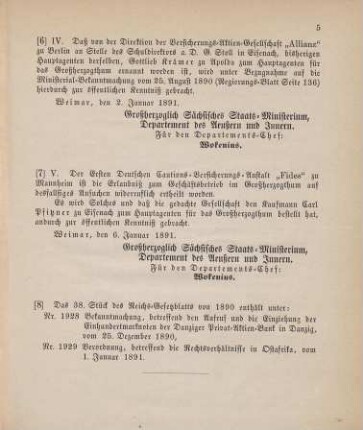 5
[6] IV. Daß von der Direktion der Versicherungs-Aktien-Gesellschaft „Allianz"
zu Berlin an Stelle des Schuldirektors a. D. G Stoll in Eisenach, bisherigen
Hauptagenten derselben, Gottlieb Krämer zu Apolda zum Hauptagenten für
das Großherzogthum ernannt worden ist, wird unter Bezugnahme auf die
Ministerial-Bekanntmachung vom 25. August 1890 (Regierungs-Blatt Seite 136)
hierdurch zur öffentlichen Kenntniß gebracht.
Weimar, den 2. Januar 1891.
Großherzoglich Sächsisches Staats-Ministerium,
Departement des Aeußern und Innern.
Für den Departements-Chef:
Wokenius.
[7] V. Der Ersten Deutschen Cautions-Versicherungs-Anstalt „Fides" zu
Mannheim ist die Erlaubniß zum Geschäftsbetrieb im Großherzogthum auf
desfallsiges Ansuchen widerruflich ertheilt worden.
Es wird Solches und daß die gedachte Gesellschaft den Kaufmann Carl
Pfitzner zu Eisenach zum Hauptagenten für das Großherzogthum bestellt hat,
andurch zur öffentlichen Kenntniß gebracht.
Weimar, den 6. Januar 1891.
Großherzoglich Sächsisches Staats-Ministerium,
Departement des Aeußern und Innern.
Für den Departements-Chef:
Wokenius.
[8] Das 38. Stück des Reichs-Gesetzblatts von 1890 enthält unter:
Nr. 1928 Bekanntmachung, betreffend den Aufruf und die Einziehung der
Einhundertmarknoten der Danziger Privat-Aktien-Bank in Danzig,
vom 25. Dezember 1890,
Nr. 1929 Verordnung, betreffend die Rechtsverhältnisse in Ostafrika, vom
1. Januar 1891.